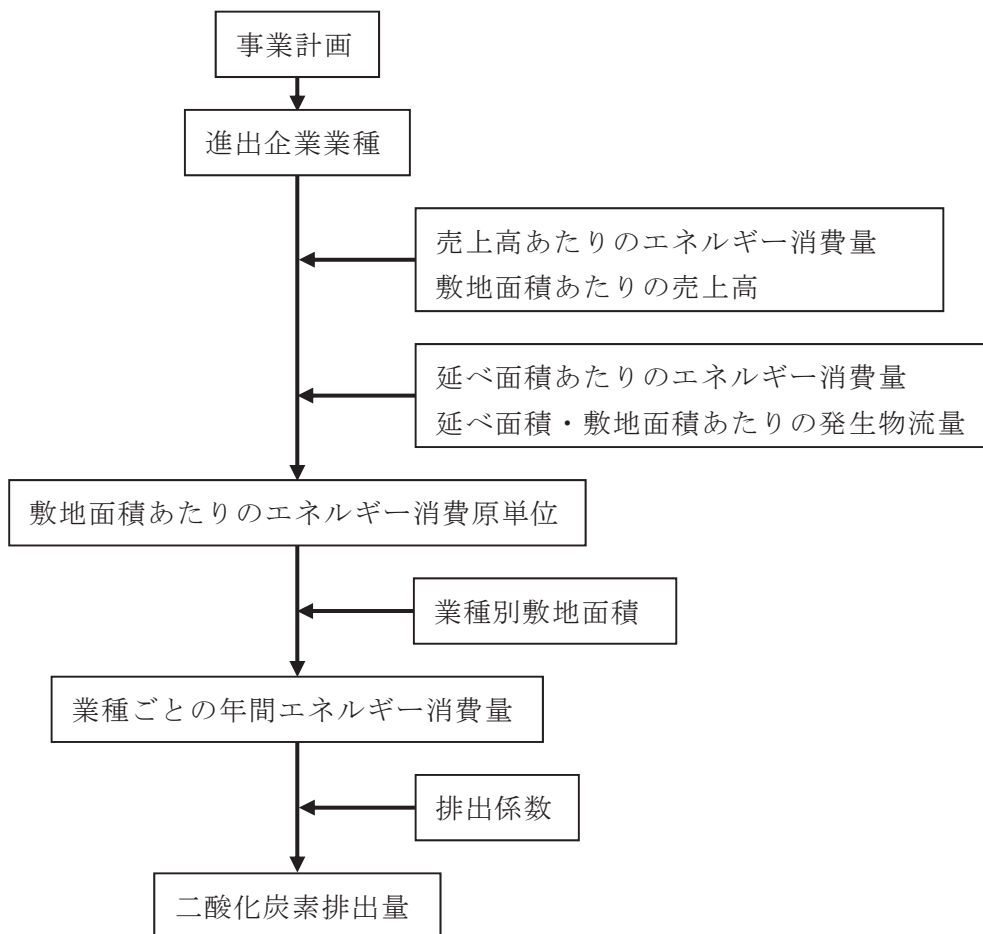 事業計画
進出企業業種
売上高あたりのエネルギー消費量
敷地面積あたりの売上高
延べ面積あたりのエネルギー消費量
延べ面積・敷地面積あたりの発生物流量
敷地面積あたりのエネルギー消費原単位
業種別敷地面積
業種ごとの年間エネルギー消費量
排出係数
二酸化炭素排出量